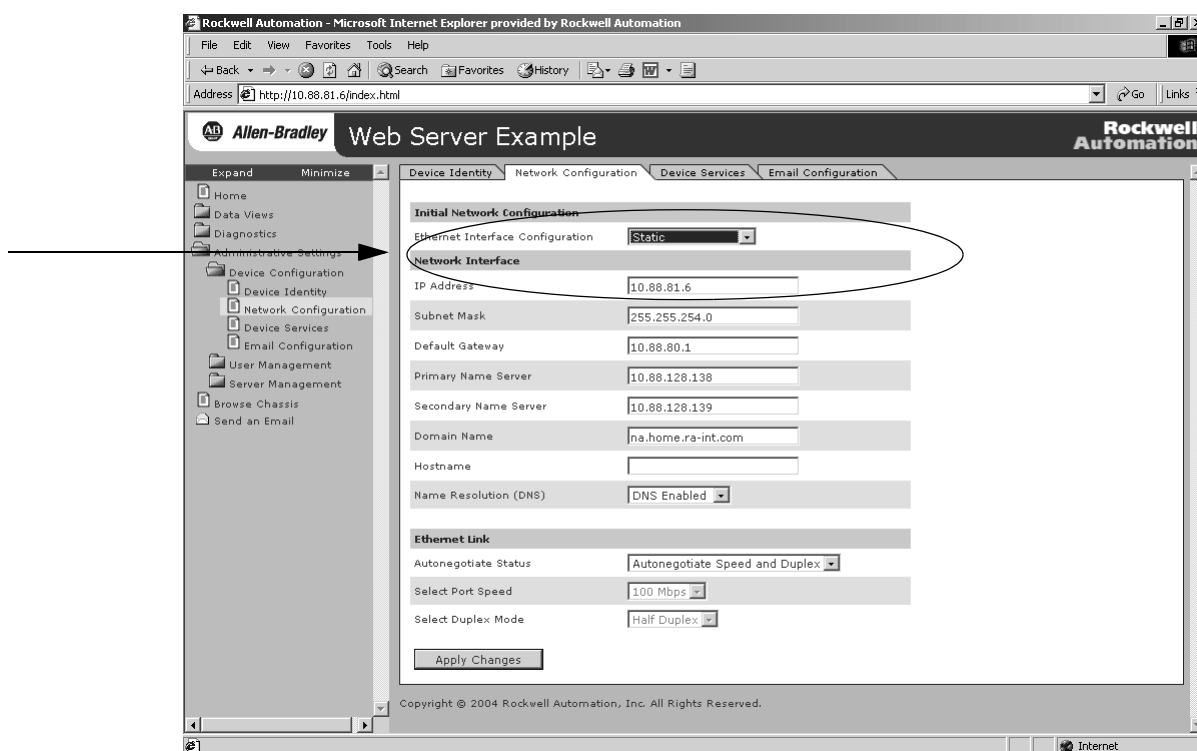 Rockwell Automation - Microsoft Internet Explorer provided by Rockwell Automation
File Edit View Favorites Tools Help
Back Search Favorites History
Address http://10.88.81.6/index.html Go Links
AB Allen-Bradley Web Server Example Rockwell Automation
Expand Minimize
Home
Data Views
Diagnostics
Administrative Settings
Device Configuration
Device Identity
Network Configuration
Device Services
Email Configuration
User Management
Server Management
Browse Chassis
Send an Email
Device Identity Network Configuration Device Services Email Configuration
Initial Network Configuration
Ethernet Interface Configuration Static
Network Interface
IP Address 10.88.81.6
Subnet Mask 255.255.254.0
Default Gateway 10.88.80.1
Primary Name Server 10.88.128.138
Secondary Name Server 10.88.128.139
Domain Name na.home.ra-int.com
Hostname
Name Resolution (DNS) DNS Enabled
Ethernet Link
Autonegotiate Status Autonegotiate Speed and Duplex
Select Port Speed 100 Mbps
Select Duplex Mode Half Duplex
Apply Changes
Copyright © 2004 Rockwell Automation, Inc. All Rights Reserved.
Internet